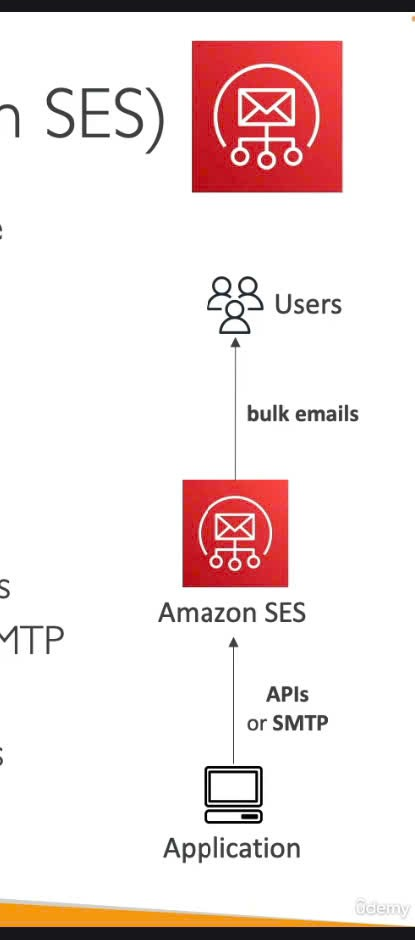 n SES)
e
Users
bulk emails
s
Amazon SES
MTP
APIs
or SMTP
s
Application
ûdemy